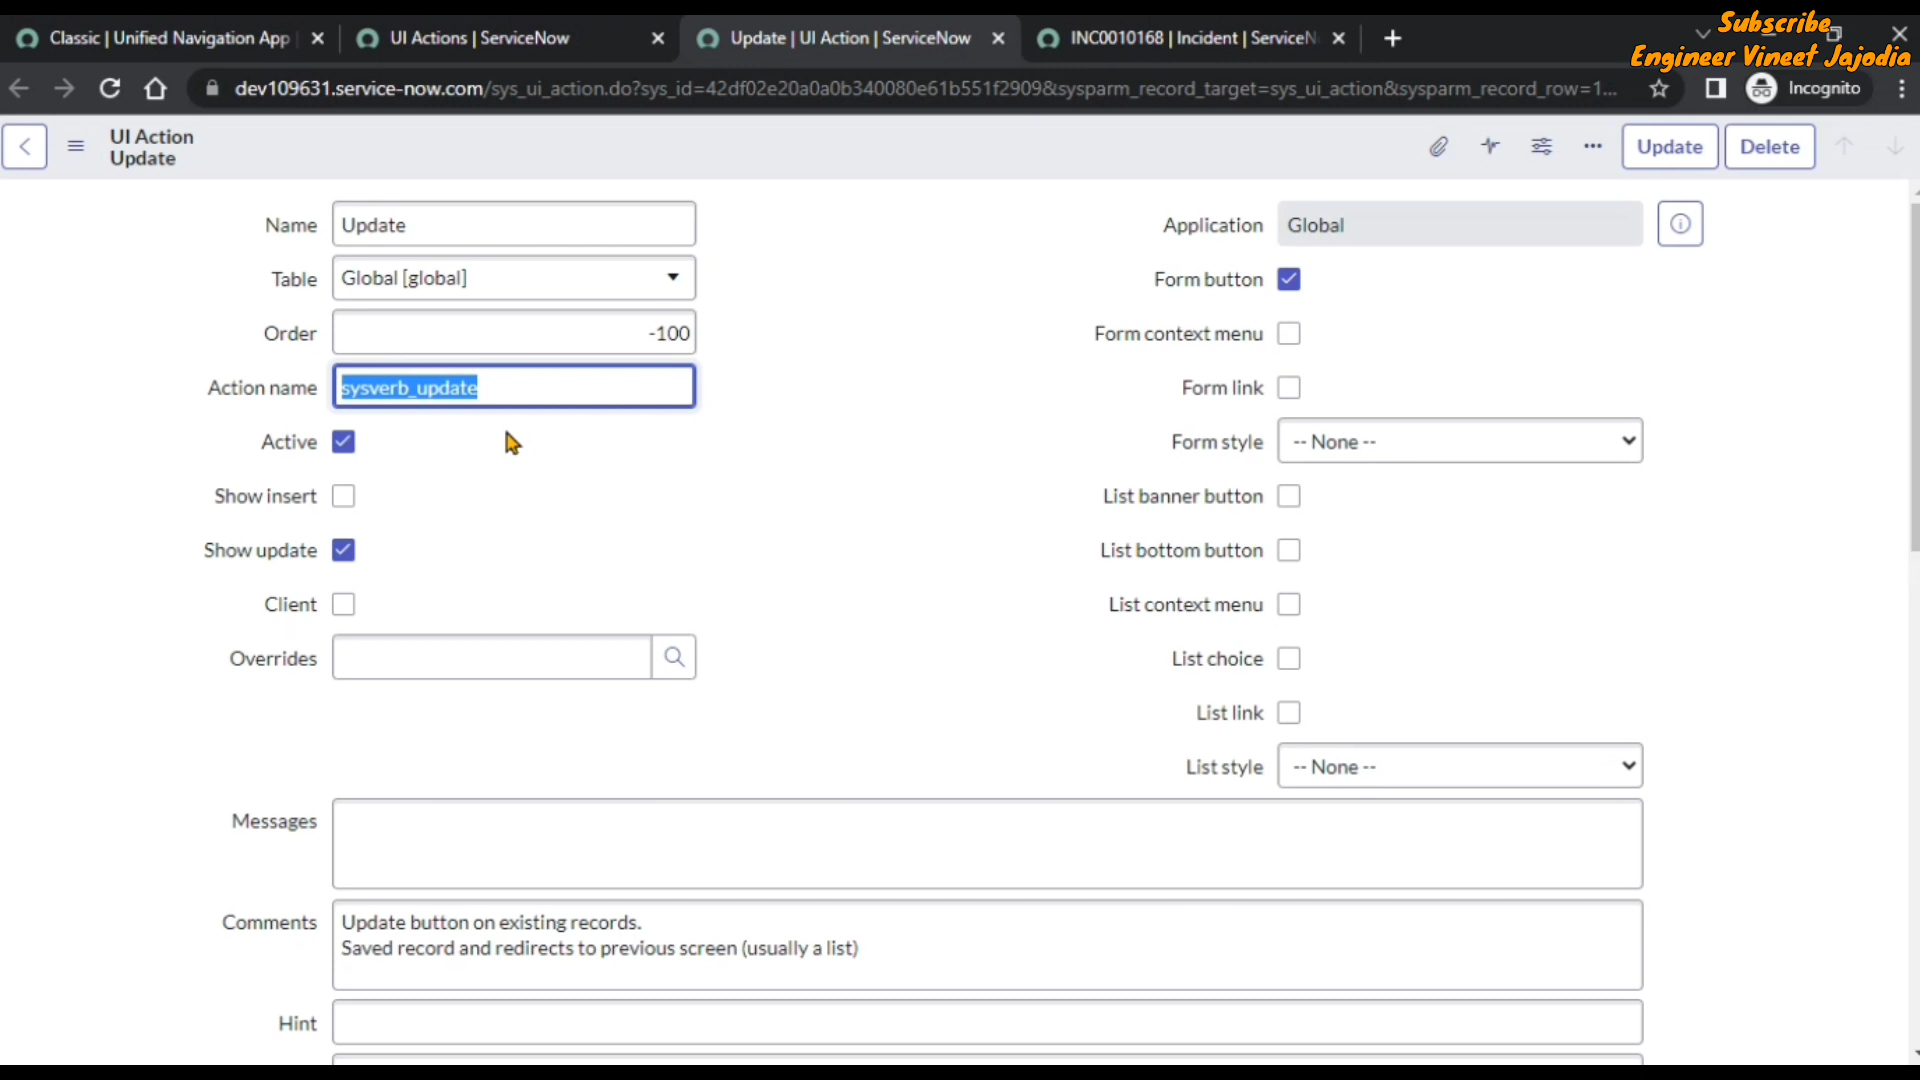 Classic | Unified Navigation App
UI Actions | ServiceNow
Update | UI Action | ServiceNow
INC0010168 | Incident | ServiceN
Subscribe
Engineer Vineet Jajodia
dev109631.service-now.com/sys_ui_action.do?sys_id=42df02e20a0a0b340080e61b551f2909&sysparm_record_target=sys_ui_action&sysparm_record_row=1...
Incognito
UI Action
Update
Update
Delete
Name
Update
Table
Global [global]
Order
-100
Action name
sysverb_update
Active
Show insert
Show update
Client
Overrides
Application
Global
Form button
Form context menu
Form link
Form style
-- None --
List banner button
List bottom button
List context menu
List choice
List link
List style
-- None --
Messages
Comments
Update button on existing records.
Saved record and redirects to previous screen (usually a list)
Hint